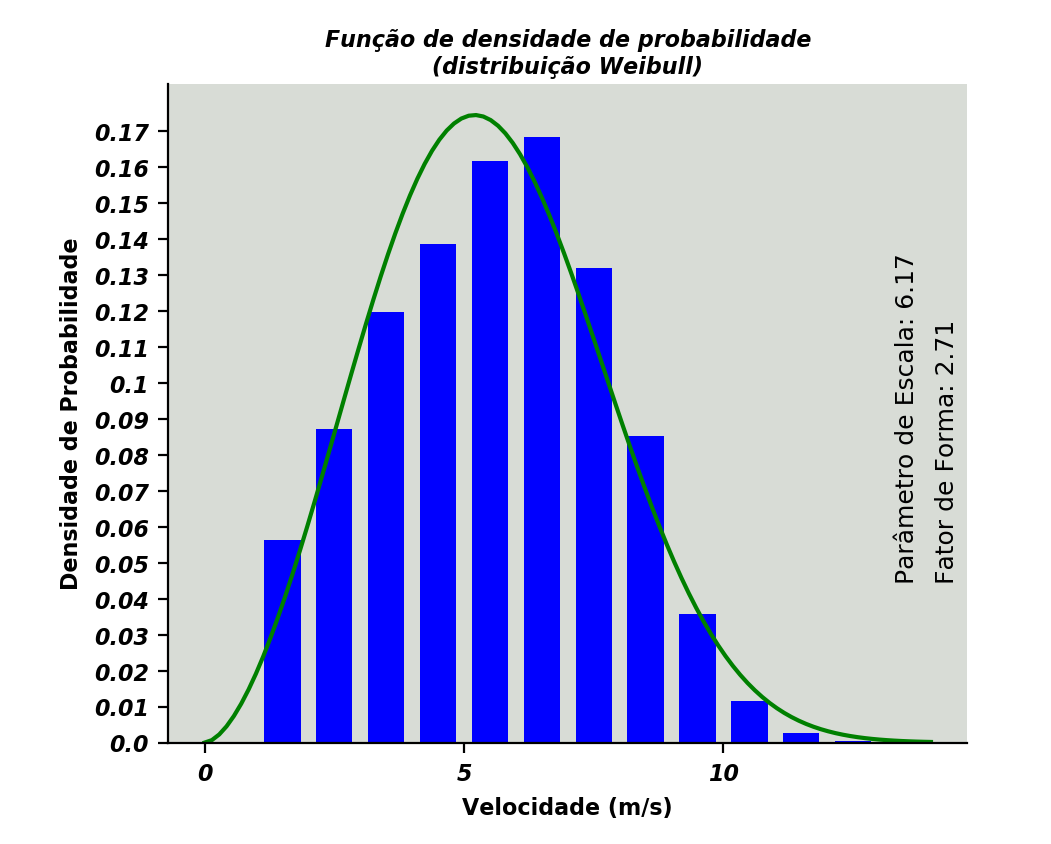 Função de densidade de probabilidade
(distribuição Weibull)
Densidade de Probabilidade
0.17
0.16
0.15
0.14
0.13
0.12
0.11
0.1
0.09
0.08
0.07
0.06
0.05
0.04
0.03
0.02
0.01
0.0
Parâmetro de Escala: 6.17
Fator de Forma: 2.71
0 5 10
Velocidade (m/s)